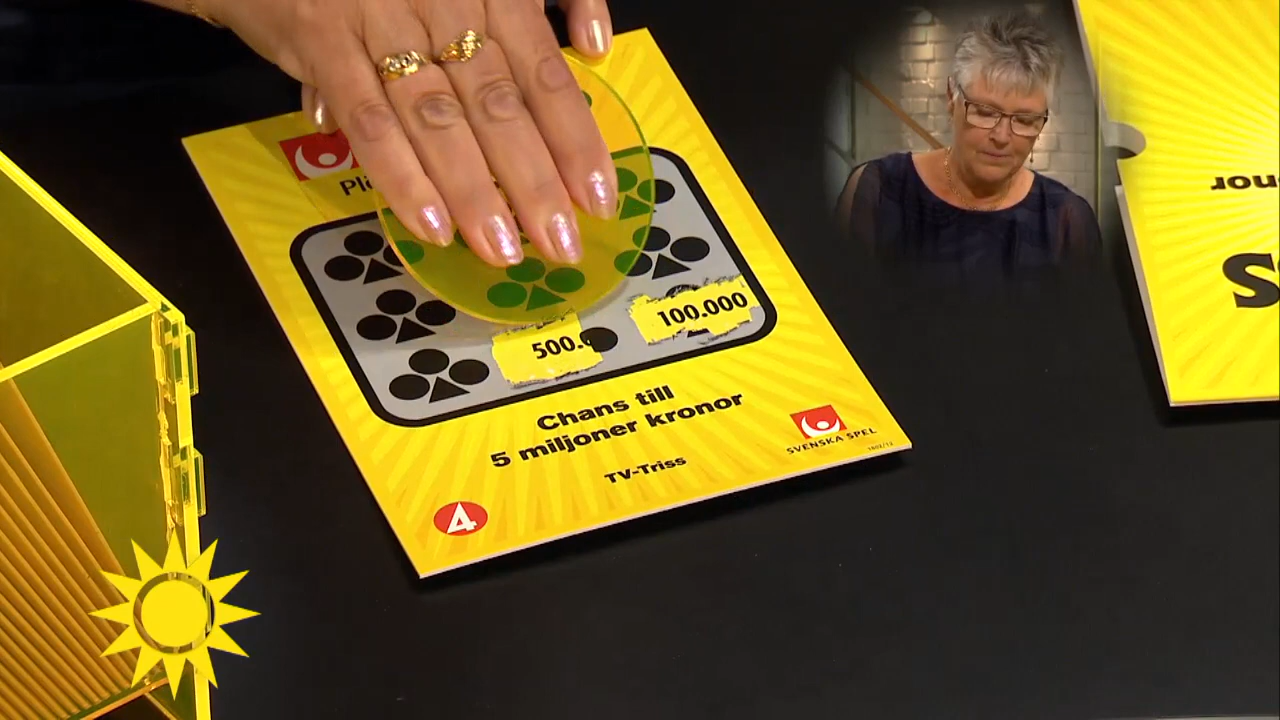 500.
100.000
Chans till
5 miljoner kronor
TV-Triss
SVENSKA SPEL
4